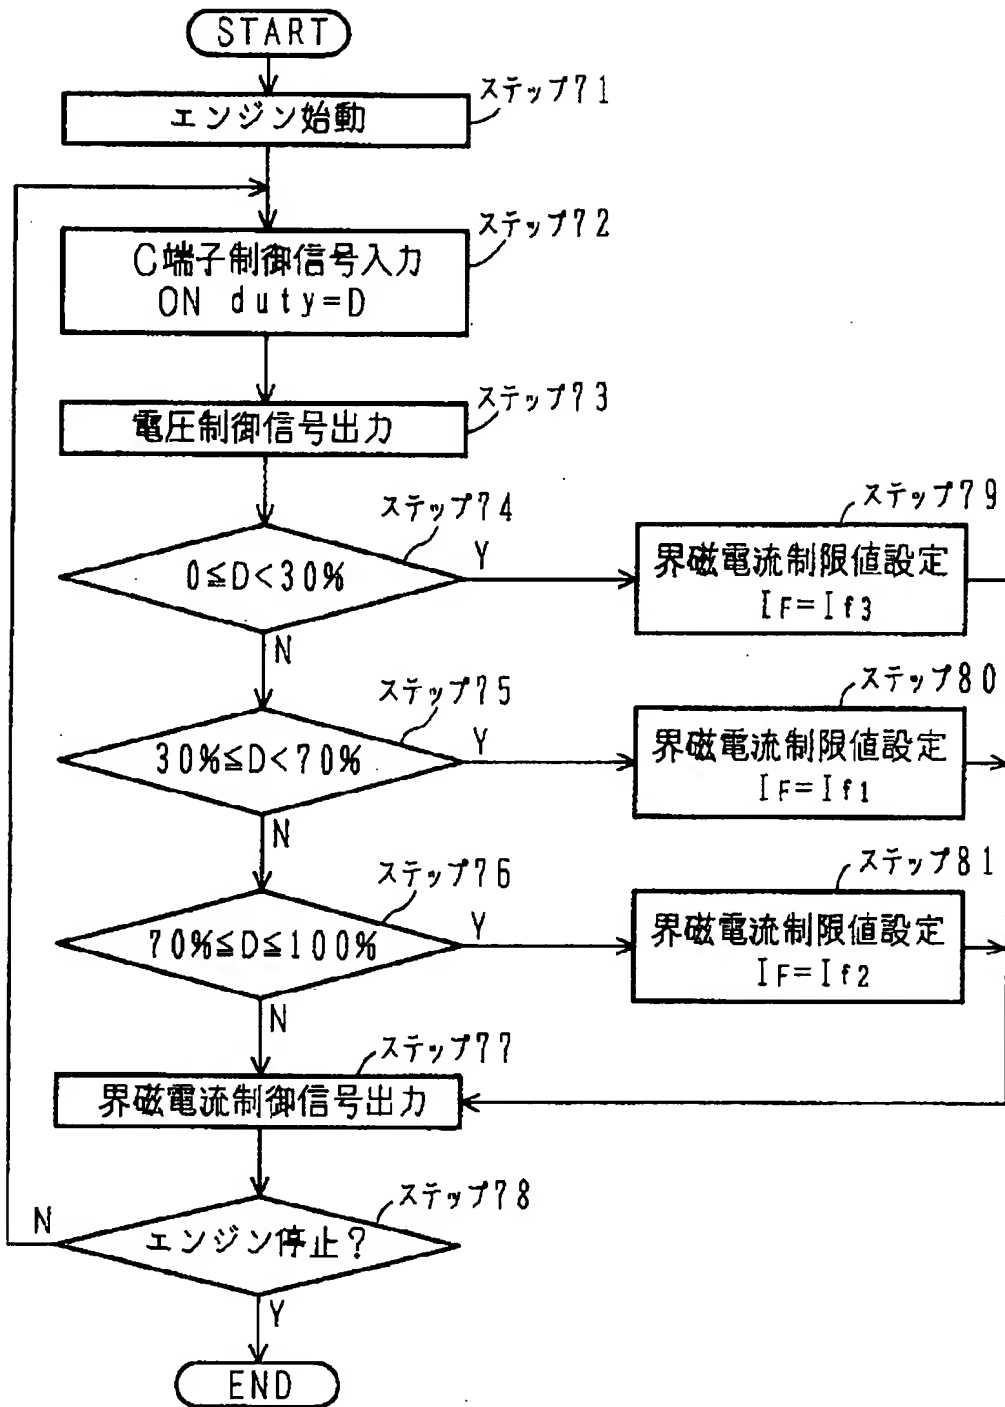 START
ステップ71
エンジン始動
ステップ72
C端子制御信号入力
ON duty=D
ステップ73
電圧制御信号出力
ステップ74
0≦D<30%
Y
N
ステップ79
界磁電流制限値設定
IF=If3
ステップ75
30%≦D<70%
Y
N
ステップ80
界磁電流制限値設定
IF=If1
ステップ76
70%≦D≦100%
Y
N
ステップ81
界磁電流制限値設定
IF=If2
ステップ77
界磁電流制御信号出力
ステップ78
エンジン停止?
N
Y
END